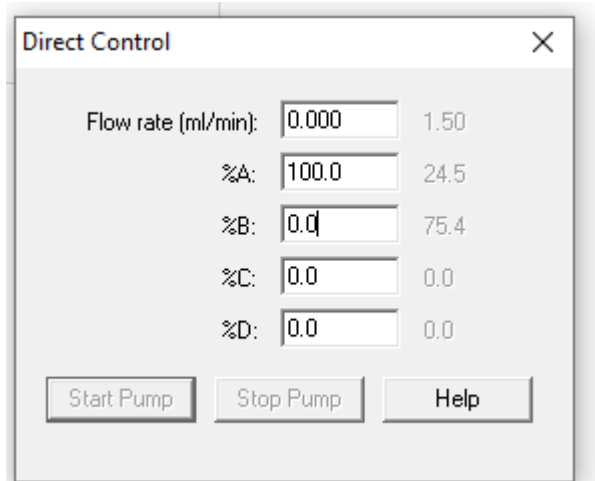 Direct Control
Flow rate (ml/min): 0.000 1.50
%A: 100.0 24.5
%B: 0.0 75.4
%C: 0.0 0.0
%D: 0.0 0.0
Start Pump Stop Pump Help